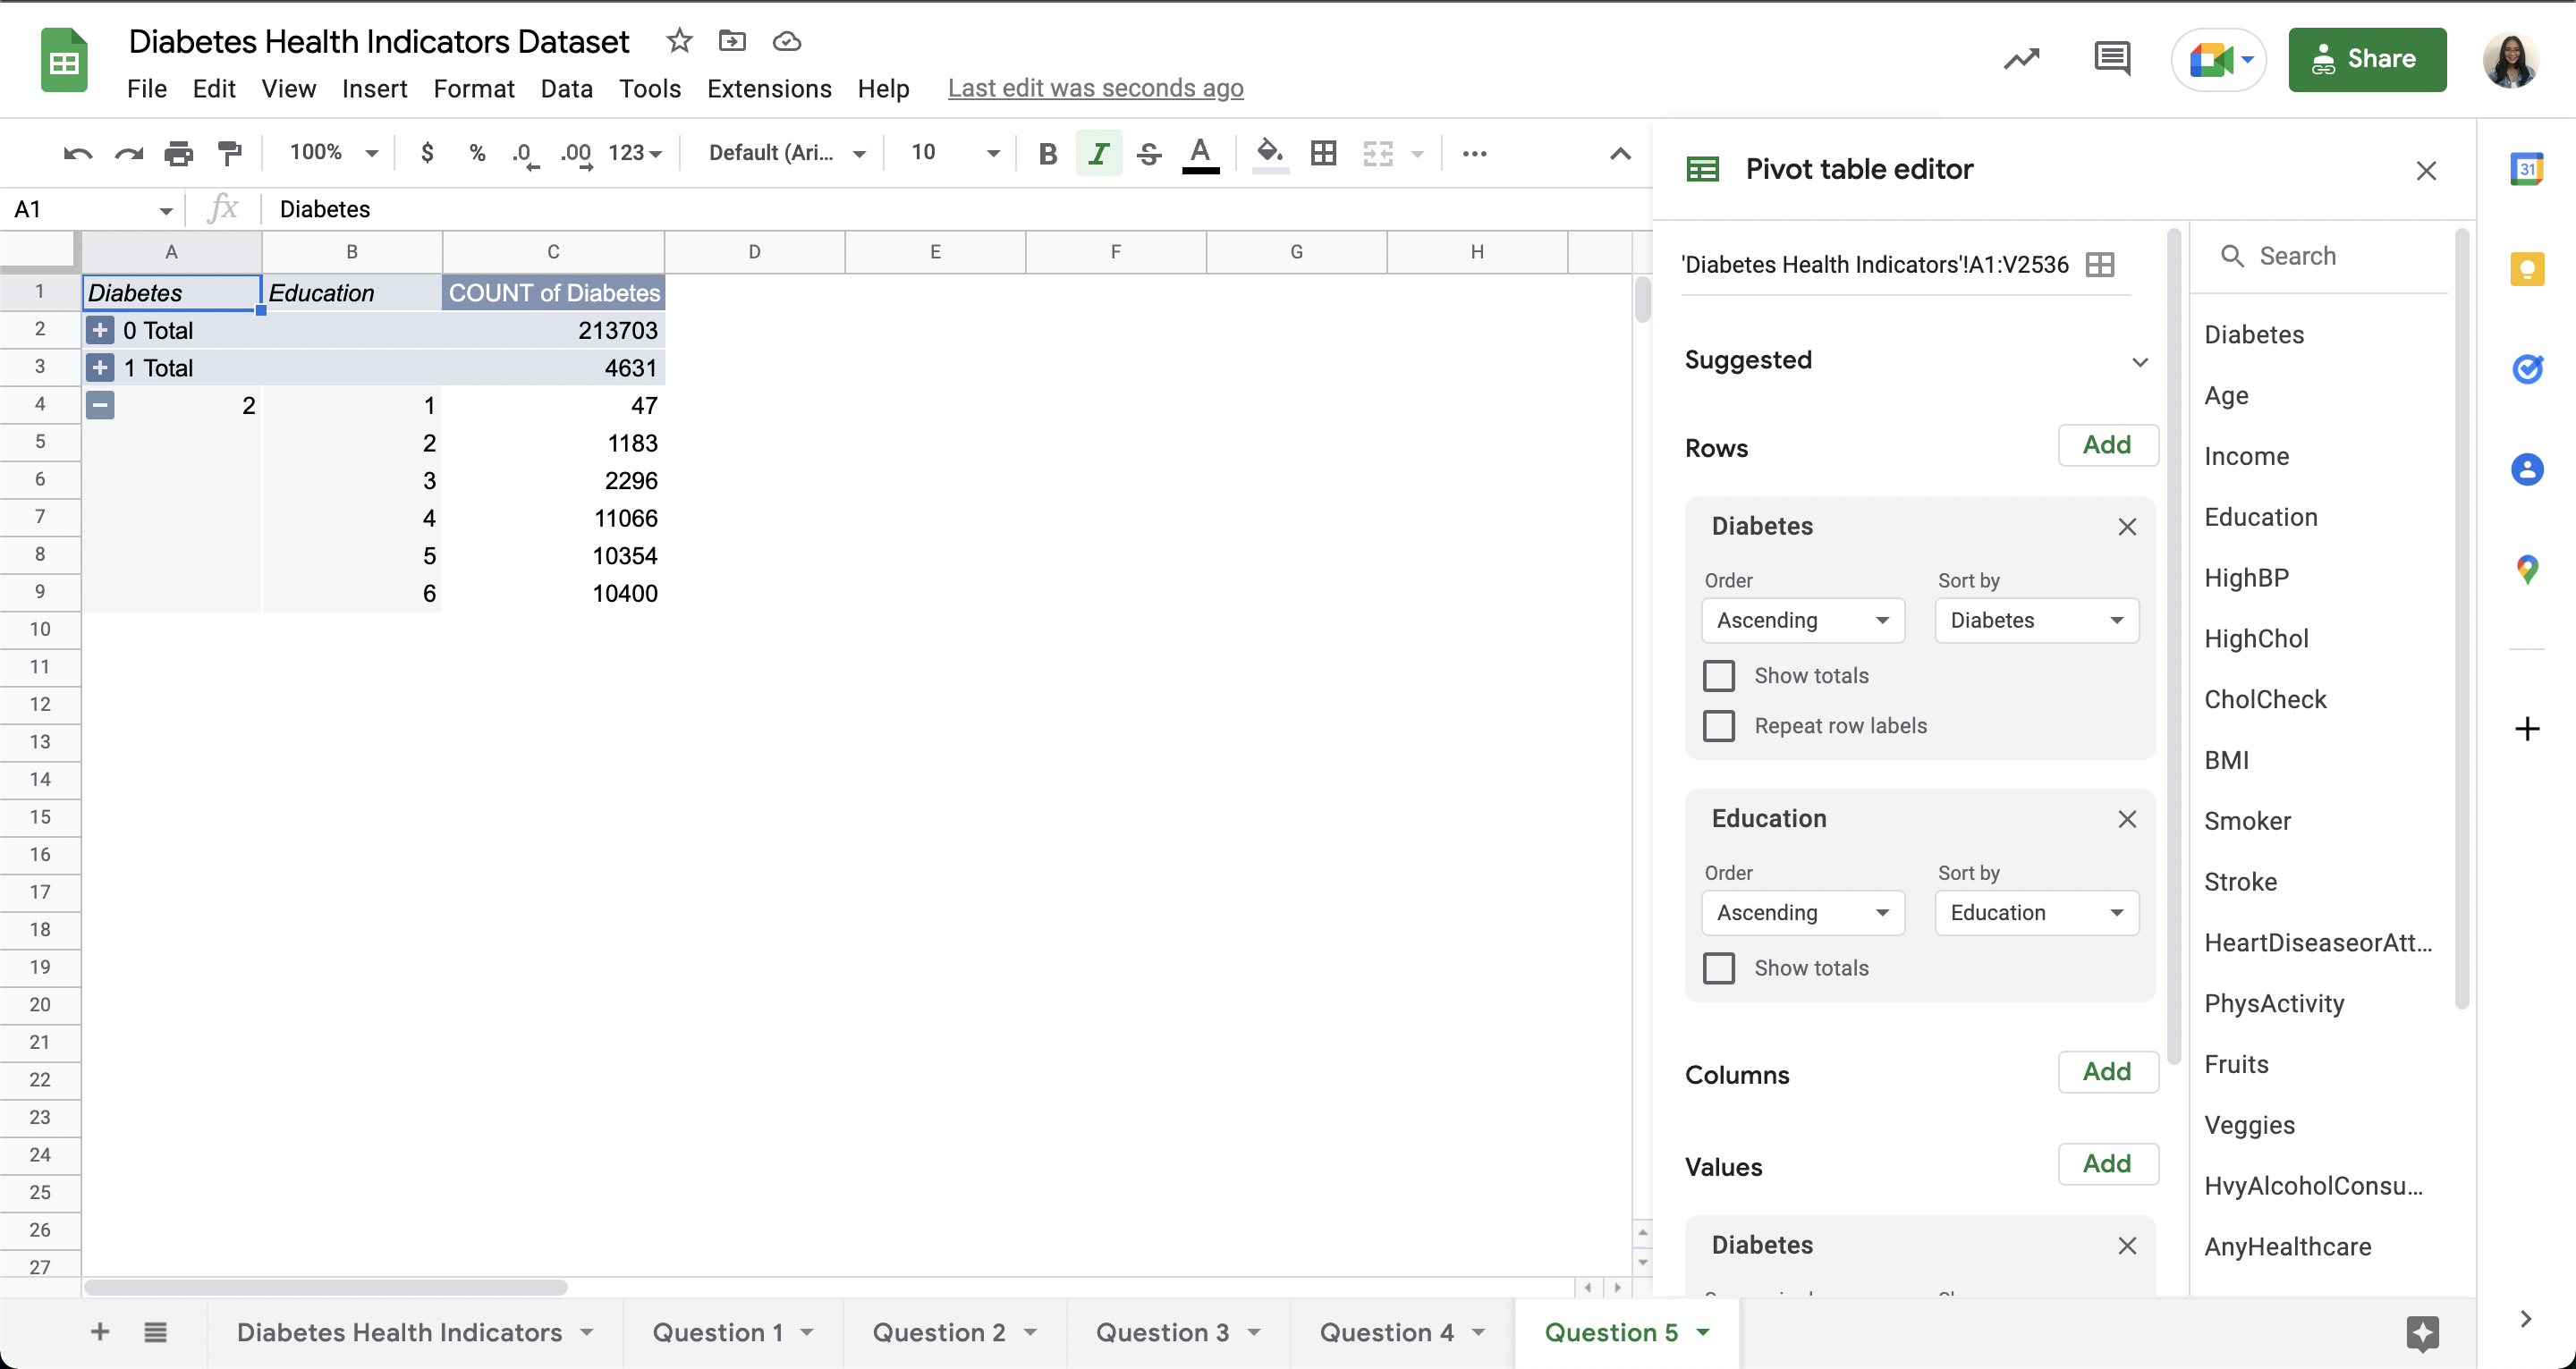 Diabetes Health Indicators Dataset
File Edit View Insert Format Data Tools Extensions Help Last edit was seconds ago
Share
100% $ % .0 .00 123 Default (Ari... 10 B I S A
A1 fx Diabetes
A B C D E F G H
1 Diabetes Education COUNT of Diabetes
2 + 0 Total 213703
3 + 1 Total 4631
4 − 2 1 47
5 2 1183
6 3 2296
7 4 11066
8 5 10354
9 6 10400
10
11
12
13
14
15
16
17
18
19
20
21
22
23
24
25
26
27
Pivot table editor
'Diabetes Health Indicators'!A1:V2536
Suggested
Rows Add
Diabetes
Order Sort by
Ascending Diabetes
Show totals
Repeat row labels
Education
Order Sort by
Ascending Education
Show totals
Columns Add
Values Add
Diabetes
Search
Diabetes
Age
Income
Education
HighBP
HighChol
CholCheck
BMI
Smoker
Stroke
HeartDiseaseorAtt...
PhysActivity
Fruits
Veggies
HvyAlcoholConsu...
AnyHealthcare
31
Diabetes Health Indicators Question 1 Question 2 Question 3 Question 4 Question 5